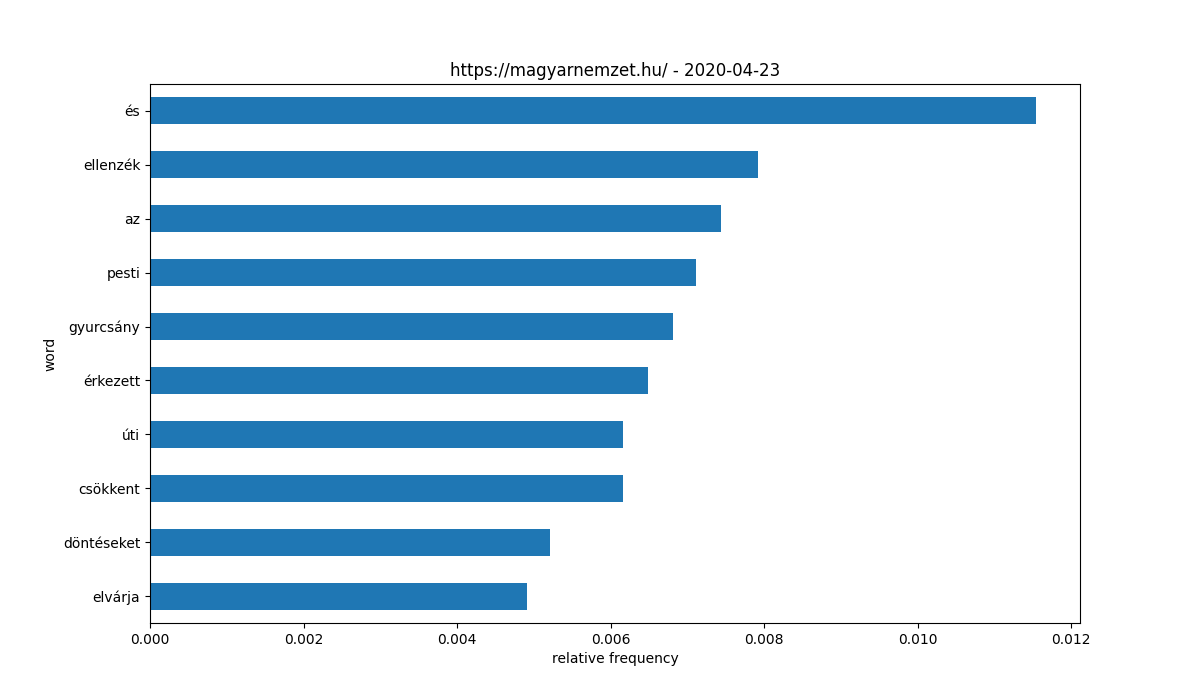 https://magyarnemzet.hu/ - 2020-04-23
és
ellenzék
az
pesti
gyurcsány
érkezett
úti
csökkent
döntéseket
elvárja
word
0.000 0.002 0.004 0.006 0.008 0.010 0.012
relative frequency